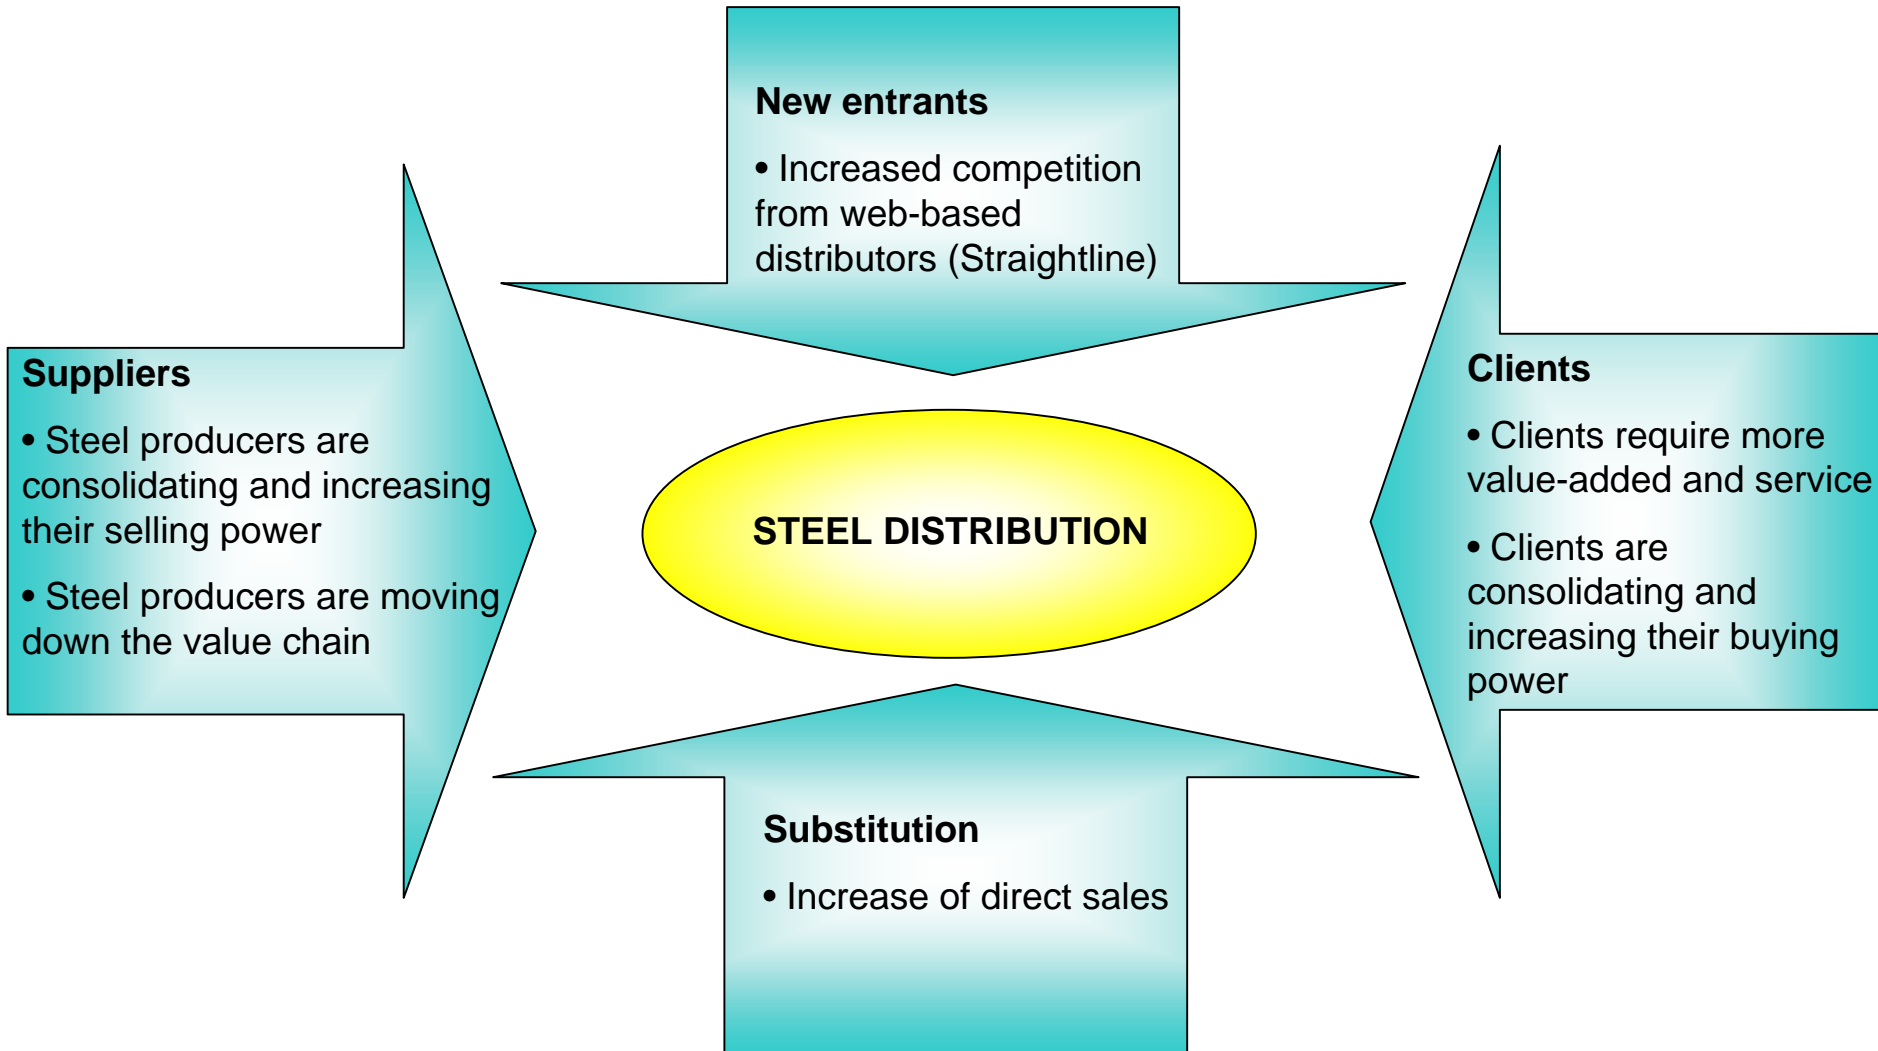 New entrants
• Increased competition
from web-based
distributors (Straightline)
Suppliers
• Steel producers are
consolidating and increasing
their selling power
• Steel producers are moving
down the value chain
STEEL DISTRIBUTION
Clients
• Clients require more
value-added and service
• Clients are
consolidating and
increasing their buying
power
Substitution
• Increase of direct sales